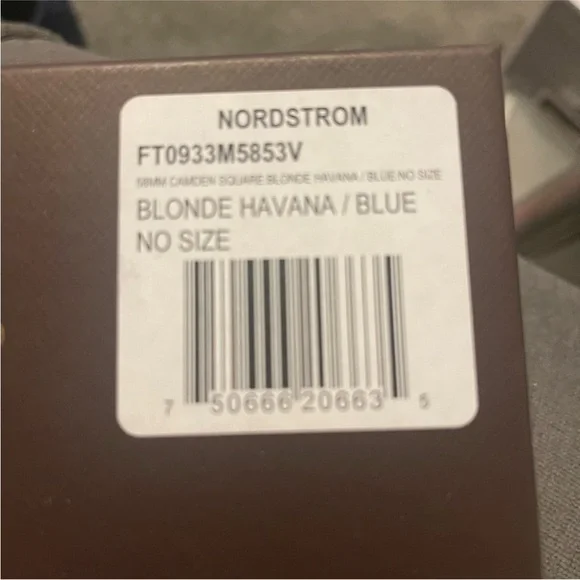 NORDSTROM
FT0933M5853V
58MM CAMDEN SQUARE BLONDE HAVANA / BLUE NO SIZE
BLONDE HAVANA / BLUE
NO SIZE
7 50666 20663 5